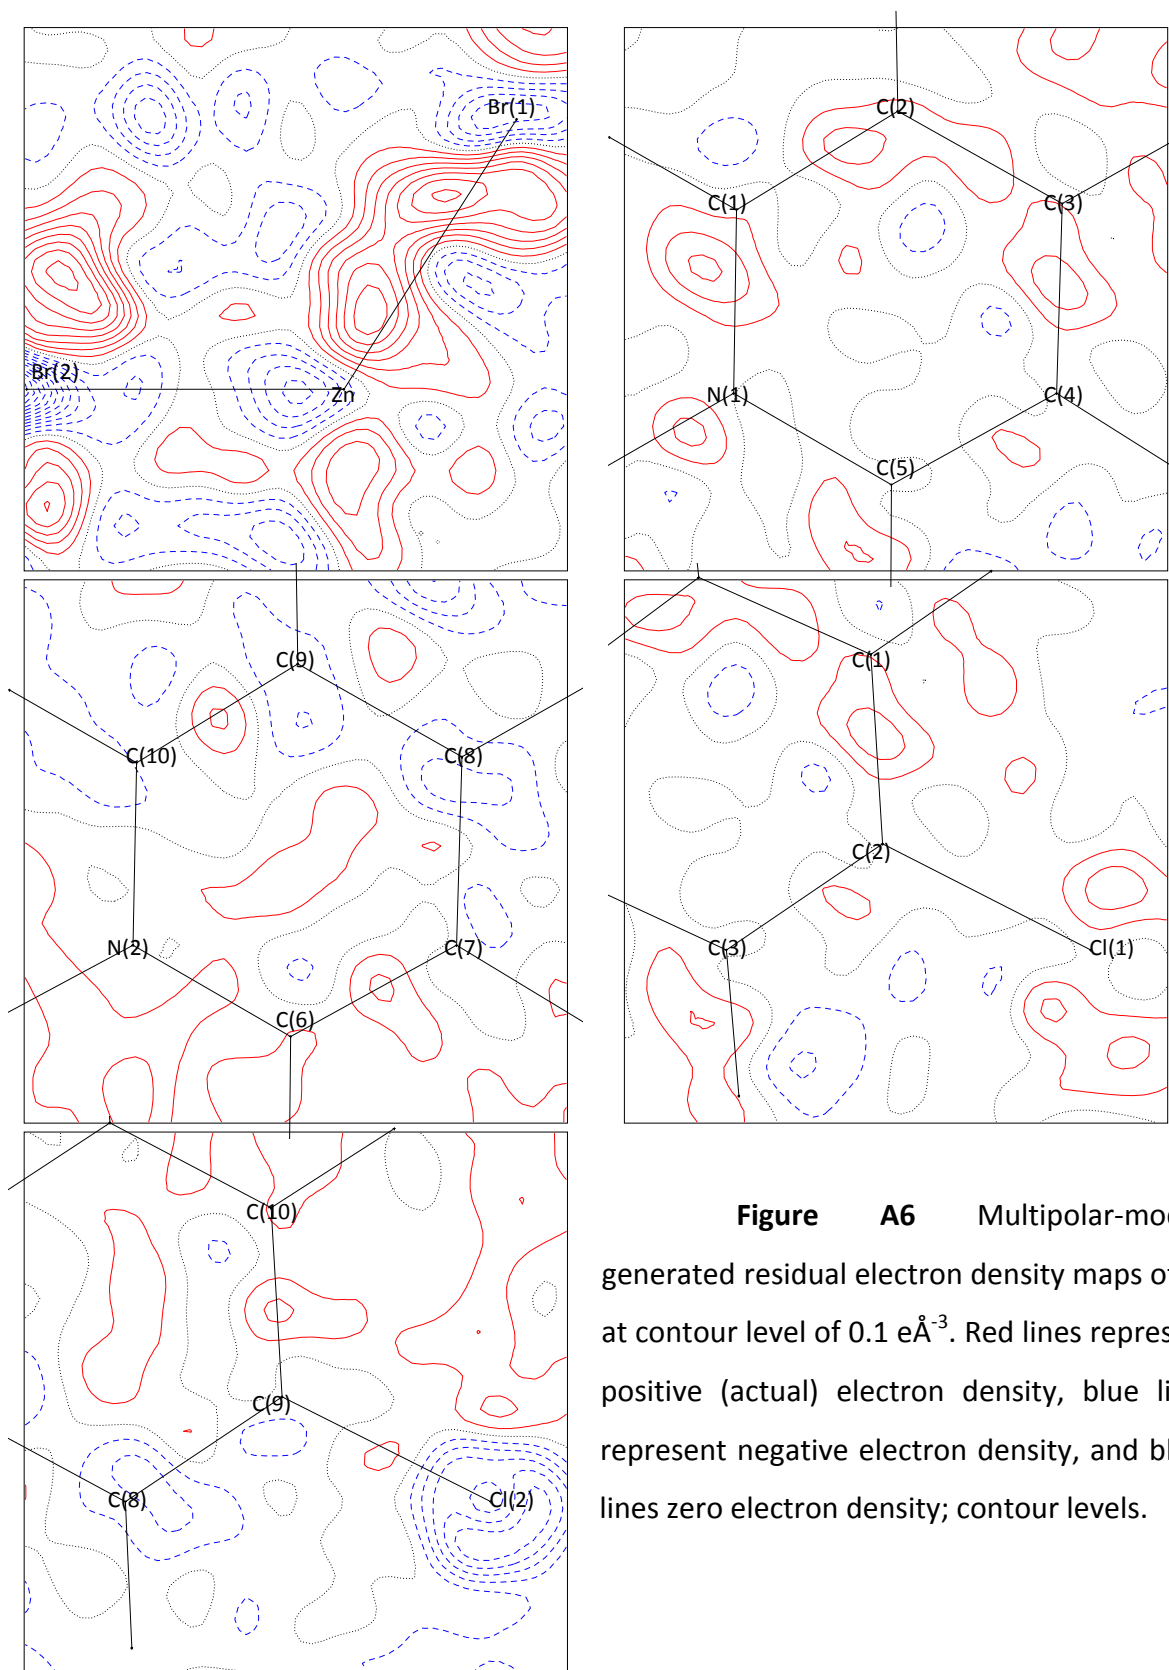 Br(1)
Br(2)
Zn
C(2)
C(1)
C(3)
N(1)
C(4)
C(5)
C(9)
C(10)
C(8)
N(2)
C(7)
C(6)
C(1)
C(2)
C(3)
Cl(1)
C(10)
C(9)
C(8)
Cl(2)
Figure A6 Multipolar-mo
generated residual electron density maps of
at contour level of 0.1 eÅ⁻³. Red lines repres
positive (actual) electron density, blue li
represent negative electron density, and bl
lines zero electron density; contour levels.